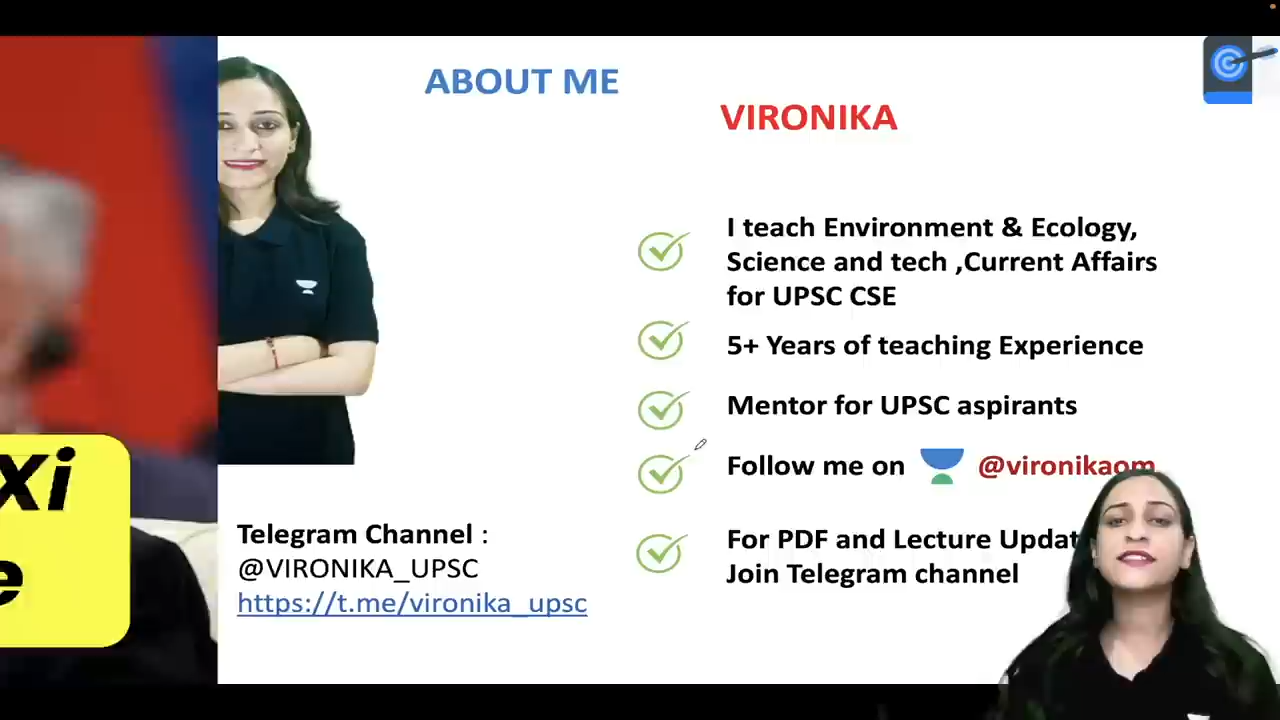 ABOUT ME
VIRONIKA
I teach Environment & Ecology,
Science and tech ,Current Affairs
for UPSC CSE
5+ Years of teaching Experience
Mentor for UPSC aspirants
Follow me on @vironikaom
For PDF and Lecture Updat
Join Telegram channel
Telegram Channel :
@VIRONIKA_UPSC
https://t.me/vironika_upsc
Xi
e